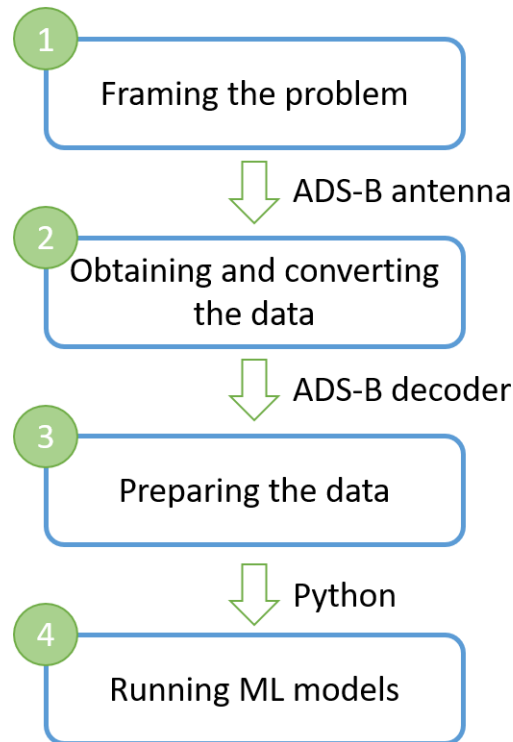 1
Framing the problem
ADS-B antenna
2
Obtaining and converting
the data
ADS-B decoder
3
Preparing the data
Python
4
Running ML models